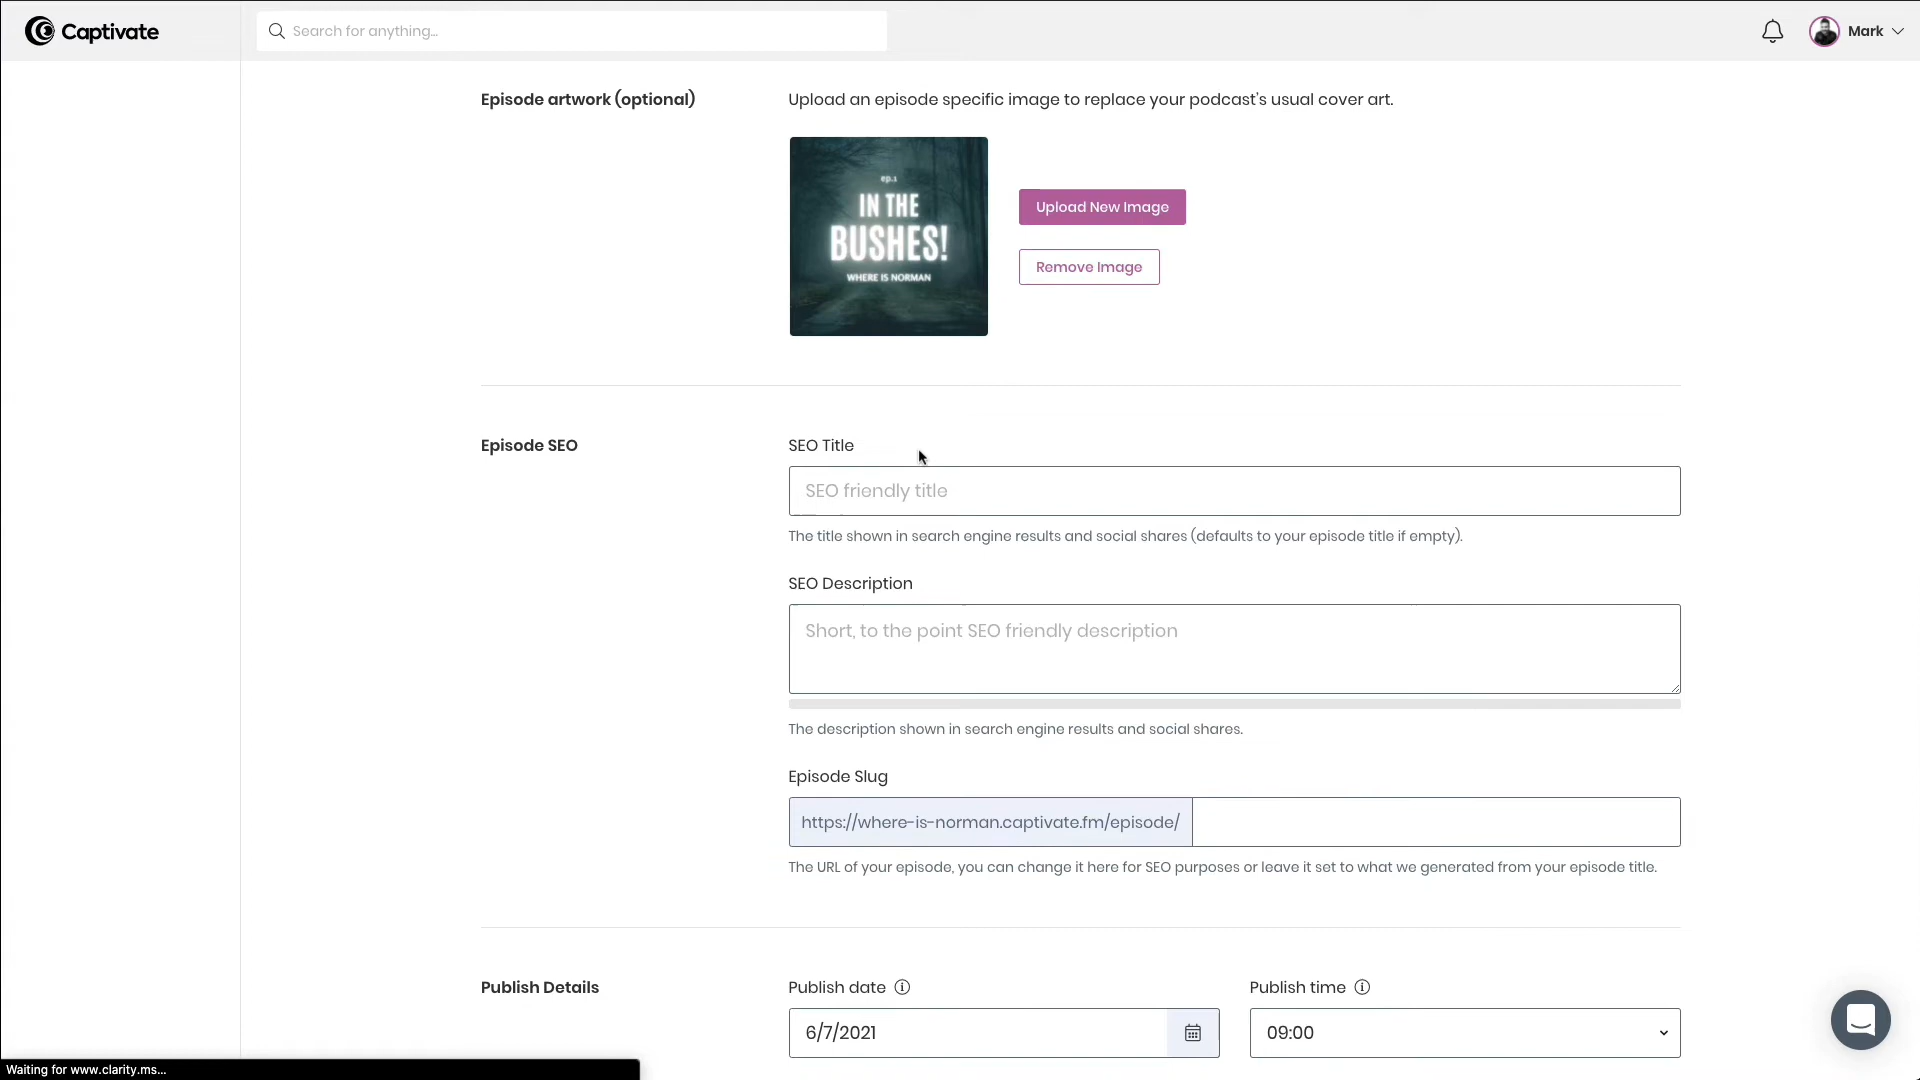 Captivate
Search for anything...
Mark
Episode artwork (optional)
Upload an episode specific image to replace your podcast's usual cover art.
ep.1
IN THE
BUSHES!
WHERE IS NORMAN
Upload New Image
Remove Image
Episode SEO
SEO Title
SEO friendly title
The title shown in search engine results and social shares (defaults to your episode title if empty).
SEO Description
Short, to the point SEO friendly description
The description shown in search engine results and social shares.
Episode Slug
https://where-is-norman.captivate.fm/episode/
The URL of your episode, you can change it here for SEO purposes or leave it set to what we generated from your episode title.
Publish Details
Publish date
Publish time
6/7/2021
09:00
Waiting for www.clarity.ms...